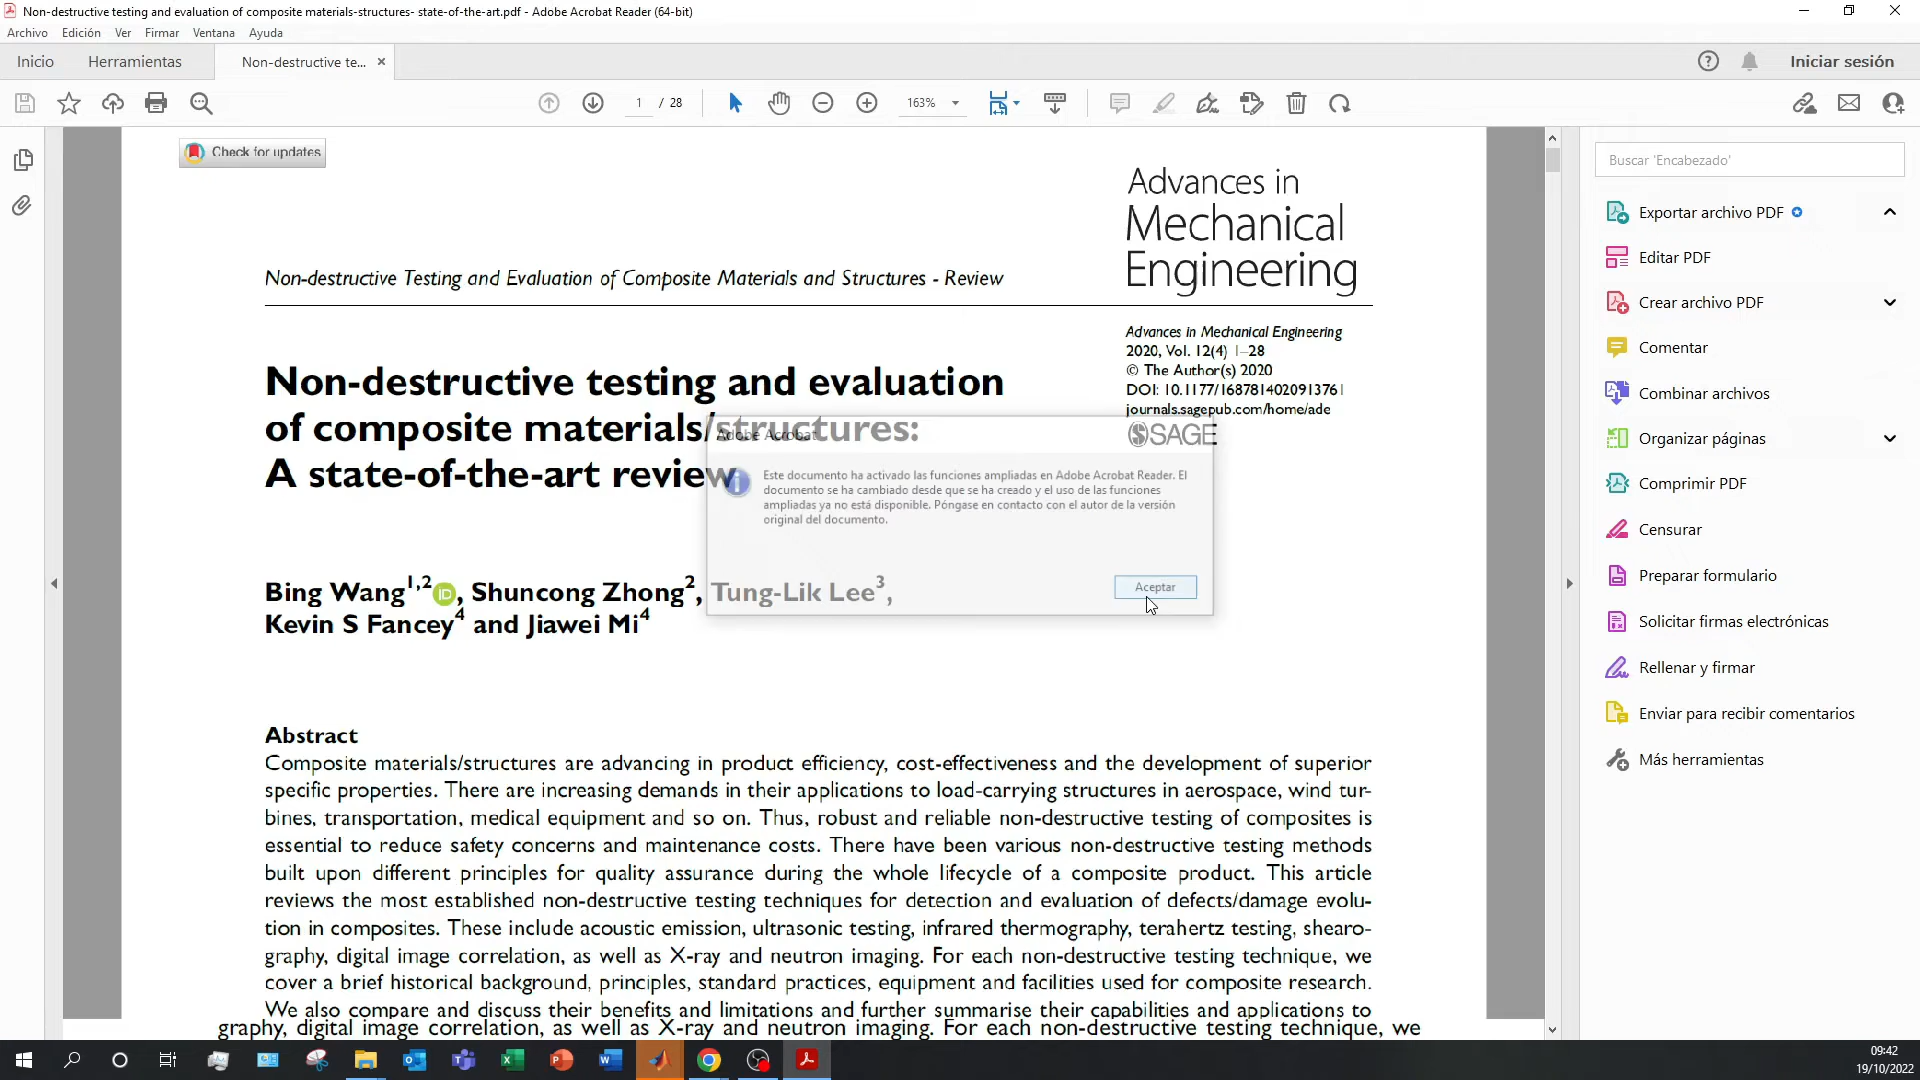 Non-destructive testing and evaluation of composite materials-structures- state-of-the-art.pdf - Adobe Acrobat Reader (64-bit)
Archivo Edición Ver Firmar Ventana Ayuda
Inicio Herramientas Non-destructive te... Iniciar sesión
1 / 28 163%
Check for updates
Advances in
Mechanical
Engineering
Non-destructive Testing and Evaluation of Composite Materials and Structures - Review
Advances in Mechanical Engineering
2020, Vol. 12(4) 1–28
© The Author(s) 2020
DOI: 10.1177/1687814020913761
journals.sagepub.com/home/ade
SAGE
Non-destructive testing and evaluation
of composite materials/structures:
A state-of-the-art review
Adobe Acrobat
Este documento ha activado las funciones ampliadas en Adobe Acrobat Reader. El
documento se ha cambiado desde que se ha creado y el uso de las funciones
ampliadas ya no está disponible. Póngase en contacto con el autor de la versión
original del documento.
Aceptar
Bing Wang1,2 iD, Shuncong Zhong2, Tung-Lik Lee3,
Kevin S Fancey4 and Jiawei Mi4
Abstract
Composite materials/structures are advancing in product efficiency, cost-effectiveness and the development of superior
specific properties. There are increasing demands in their applications to load-carrying structures in aerospace, wind tur-
bines, transportation, medical equipment and so on. Thus, robust and reliable non-destructive testing of composites is
essential to reduce safety concerns and maintenance costs. There have been various non-destructive testing methods
built upon different principles for quality assurance during the whole lifecycle of a composite product. This article
reviews the most established non-destructive testing techniques for detection and evaluation of defects/damage evolu-
tion in composites. These include acoustic emission, ultrasonic testing, infrared thermography, terahertz testing, shearo-
graphy, digital image correlation, as well as X-ray and neutron imaging. For each non-destructive testing technique, we
cover a brief historical background, principles, standard practices, equipment and facilities used for composite research.
We also compare and discuss their benefits and limitations and further summarise their capabilities and applications to
graphy, digital image correlation, as well as X-ray and neutron imaging. For each non-destructive testing technique, we
Buscar 'Encabezado'
Exportar archivo PDF
Editar PDF
Crear archivo PDF
Comentar
Combinar archivos
Organizar páginas
Comprimir PDF
Censurar
Preparar formulario
Solicitar firmas electrónicas
Rellenar y firmar
Enviar para recibir comentarios
Más herramientas
09:42
19/10/2022